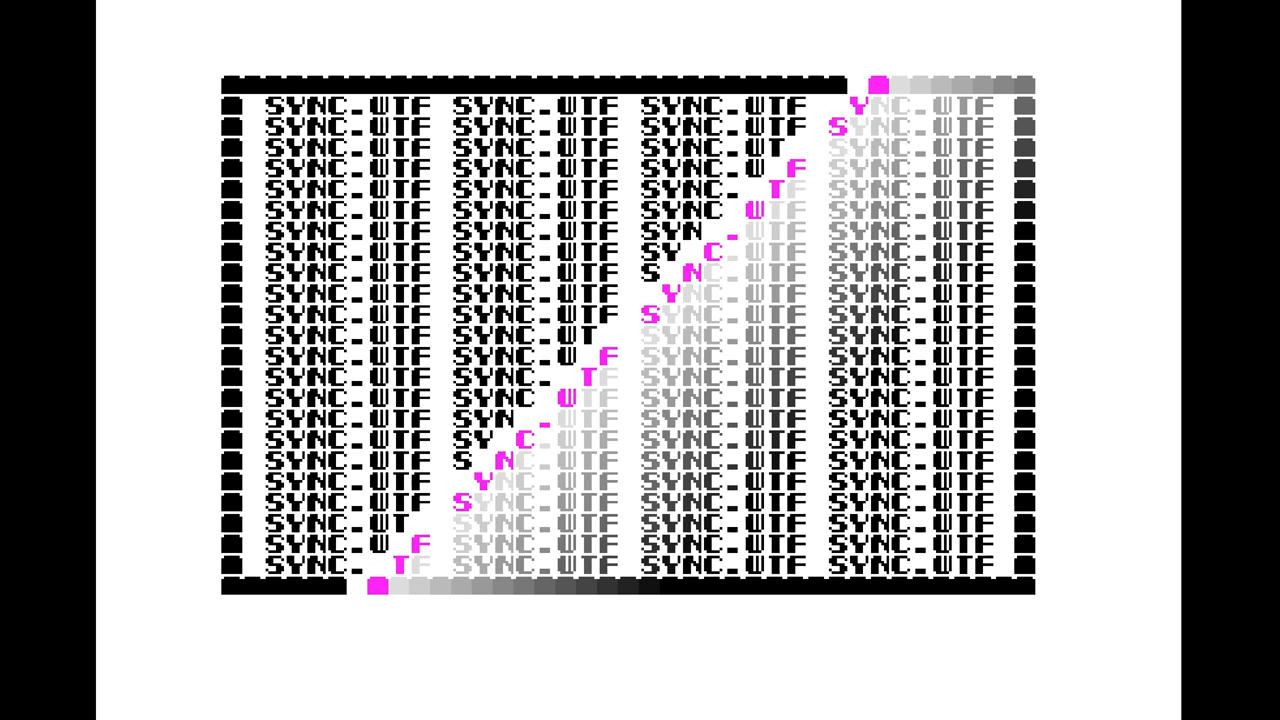 SYNC.WTF SYNC.WTF SYNC.WTF YNC.WTF
SYNC.WTF SYNC.WTF SYNC.WTF SYNC.WTF
SYNC.WTF SYNC.WTF SYNC.WT SYNC.WTF
SYNC.WTF SYNC.WTF SYNC.W F SYNC.WTF
SYNC.WTF SYNC.WTF SYNC. TF SYNC.WTF
SYNC.WTF SYNC.WTF SYNC WTF SYNC.WTF
SYNC.WTF SYNC.WTF SYN .WTF SYNC.WTF
SYNC.WTF SYNC.WTF SY C.WTF SYNC.WTF
SYNC.WTF SYNC.WTF S NC.WTF SYNC.WTF
SYNC.WTF SYNC.WTF YNC.WTF SYNC.WTF
SYNC.WTF SYNC.WTF SYNC.WTF SYNC.WTF
SYNC.WTF SYNC.WT SYNC.WTF SYNC.WTF
SYNC.WTF SYNC.W F SYNC.WTF SYNC.WTF
SYNC.WTF SYNC. TF SYNC.WTF SYNC.WTF
SYNC.WTF SYNC WTF SYNC.WTF SYNC.WTF
SYNC.WTF SYN .WTF SYNC.WTF SYNC.WTF
SYNC.WTF SY C.WTF SYNC.WTF SYNC.WTF
SYNC.WTF S NC.WTF SYNC.WTF SYNC.WTF
SYNC.WTF YNC.WTF SYNC.WTF SYNC.WTF
SYNC.WTF SYNC.WTF SYNC.WTF SYNC.WTF
SYNC.WT SYNC.WTF SYNC.WTF SYNC.WTF
SYNC.W F SYNC.WTF SYNC.WTF SYNC.WTF
SYNC. TF SYNC.WTF SYNC.WTF SYNC.WTF